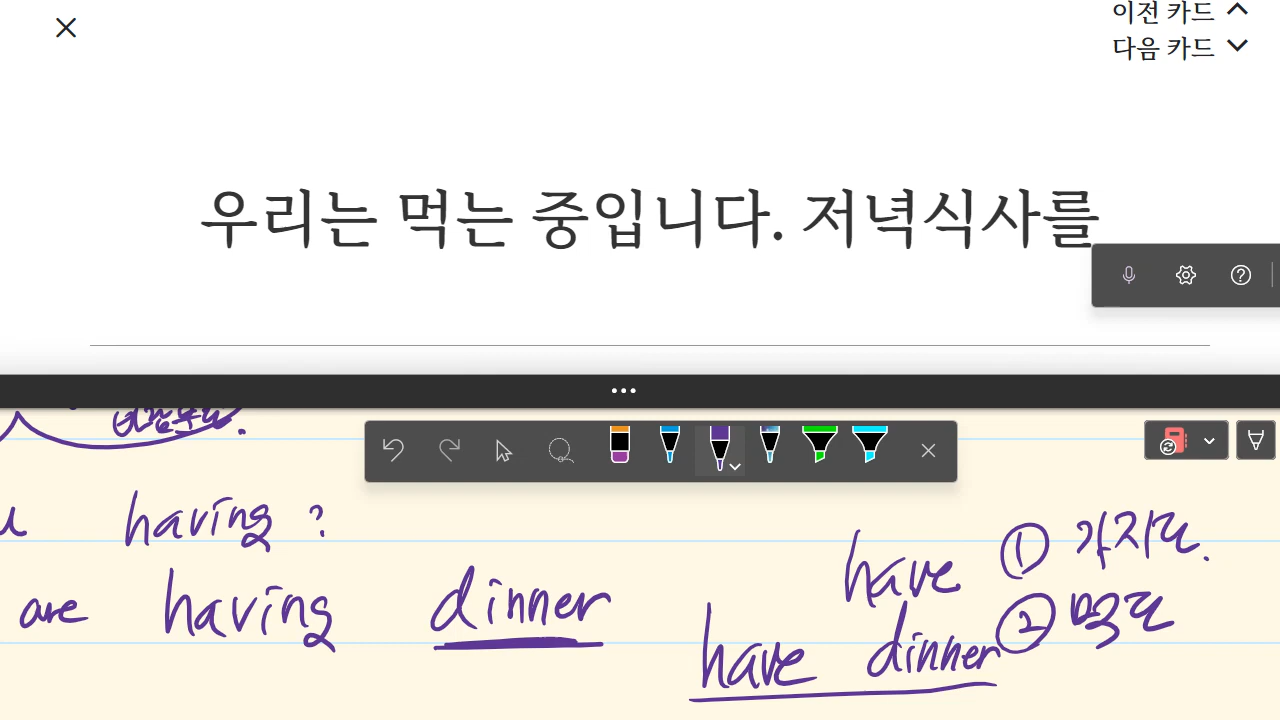 이전 카드
다음 카드
우리는 먹는 중입니다. 저녁식사를
having ?
are having dinner
have ① 가지다.
② 먹다
have dinner